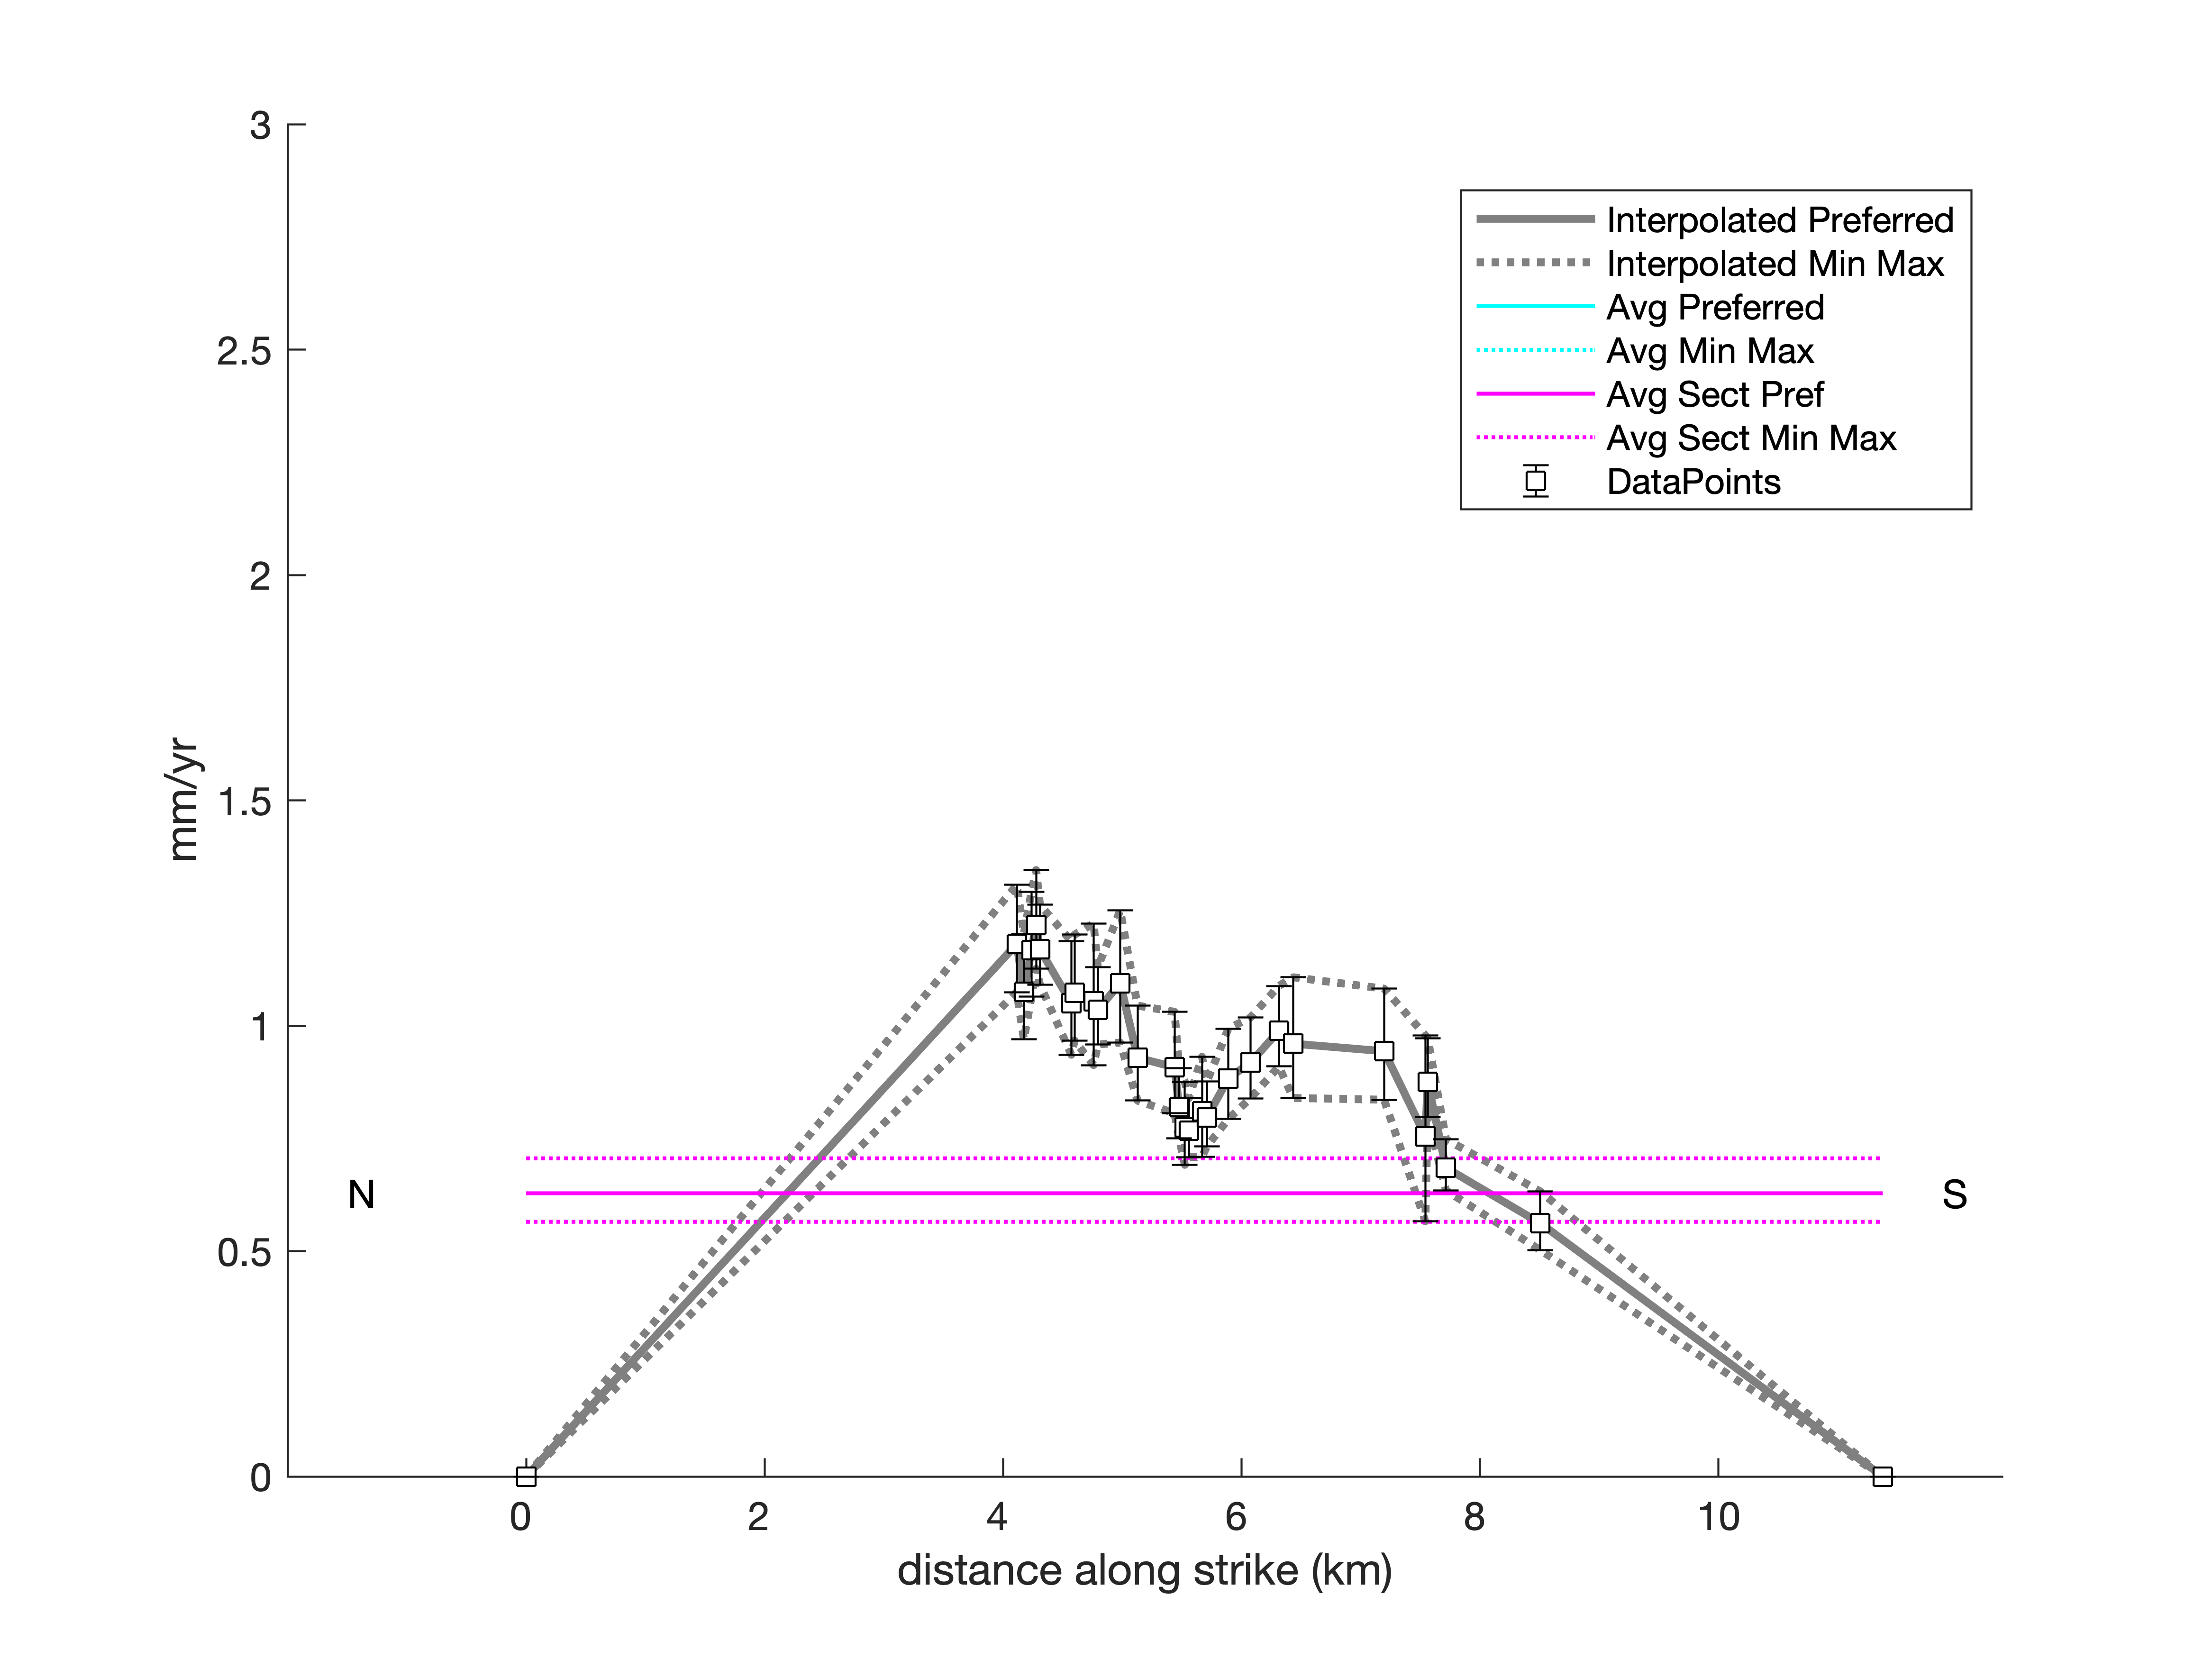 3
2.5
2
1.5
1
0.5
0
mm/yr
Interpolated Preferred
Interpolated Min Max
Avg Preferred
Avg Min Max
Avg Sect Pref
Avg Sect Min Max
DataPoints
N
S
0 2 4 6 8 10
distance along strike (km)